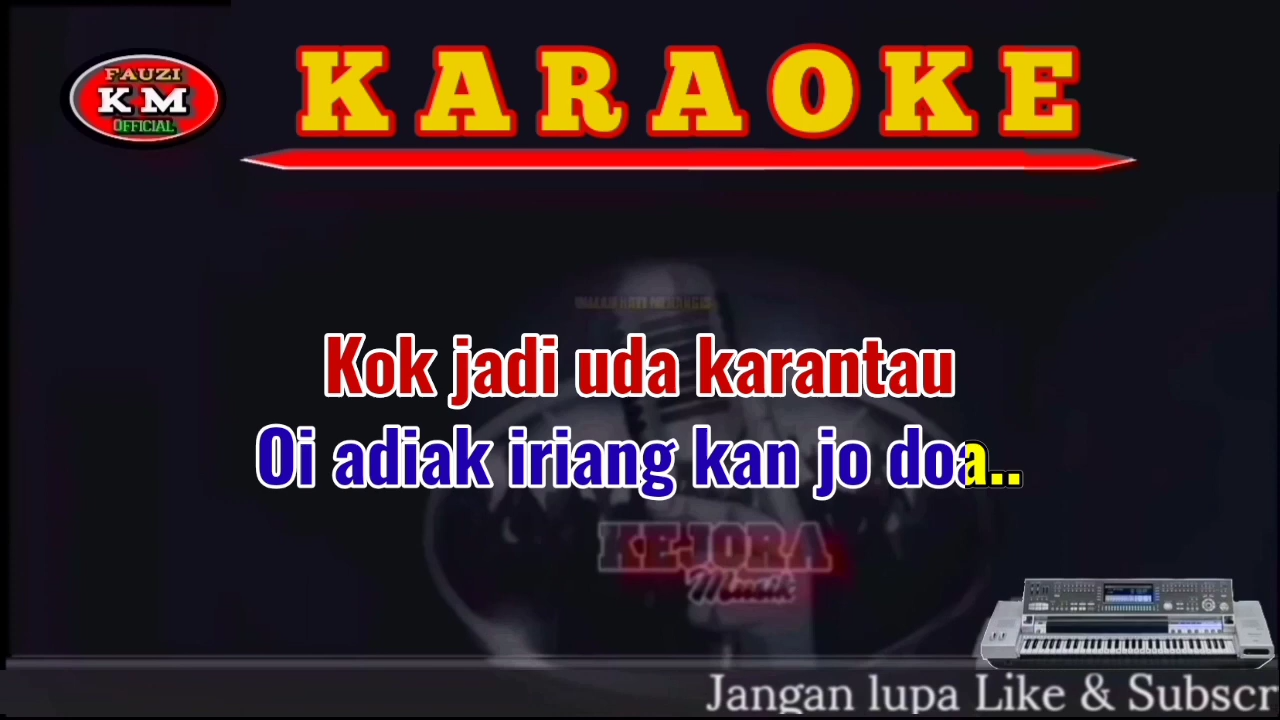 FAUZI
KM
OFFICIAL
KARAOKE
Kok jadi uda karantau
Oi adiak iriang kan jo doa..
KEJORA
Musik
Jangan lupa Like & Subscr